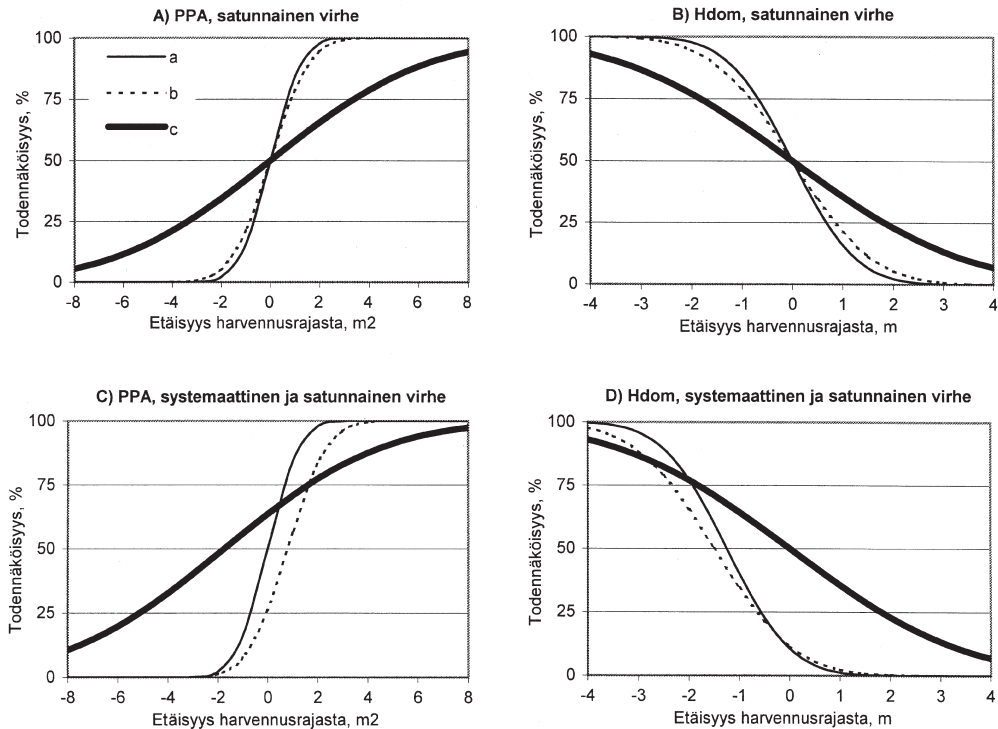 A) PPA, satunnainen virhe
Todennäköisyys, %
100
75
50
25
0
a
b
c
-8 -6 -4 -2 0 2 4 6 8
Etäisyys harvennusrajasta, m2
B) Hdom, satunnainen virhe
Todennäköisyys, %
100
75
50
25
0
-4 -3 -2 -1 0 1 2 3 4
Etäisyys harvennusrajasta, m
C) PPA, systemaattinen ja satunnainen virhe
Todennäköisyys, %
100
75
50
25
0
-8 -6 -4 -2 0 2 4 6 8
Etäisyys harvennusrajasta, m2
D) Hdom, systemaattinen ja satunnainen virhe
Todennäköisyys, %
100
75
50
25
0
-4 -3 -2 -1 0 1 2 3 4
Etäisyys harvennusrajasta, m